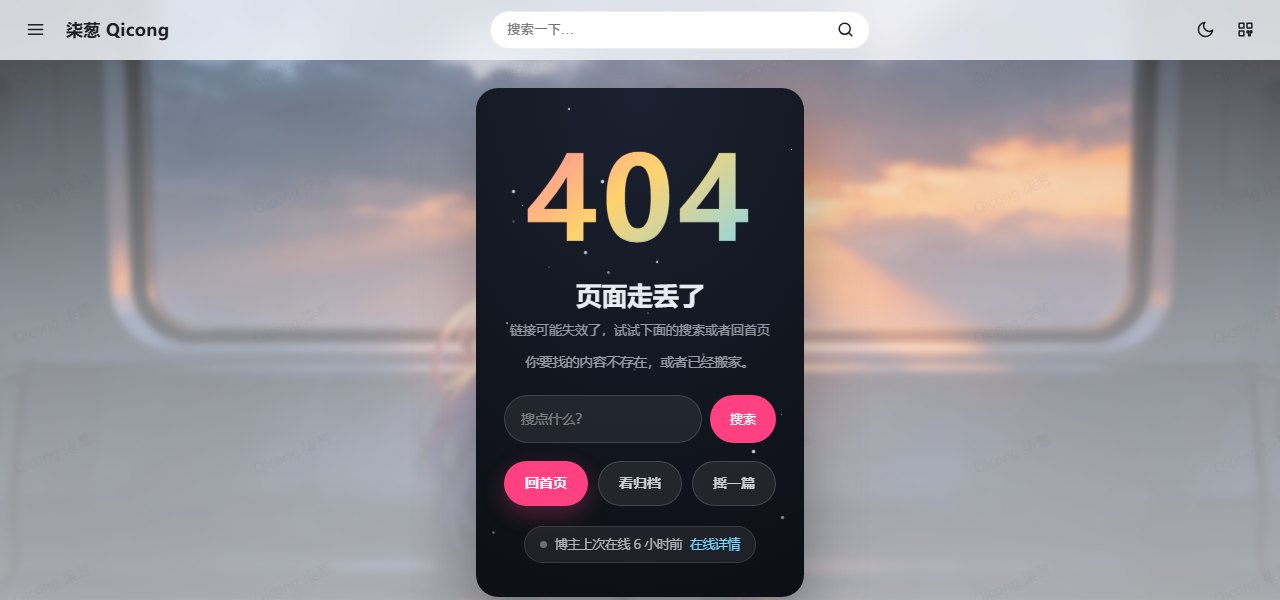 柒葱 Qicong
搜索一下…
404
页面走丢了
链接可能失效了，试试下面的搜索或者回首页
你要找的内容不存在，或者已经搬家。
搜点什么？
搜索
回首页
看归档
摇一篇
博主上次在线 6 小时前 在线详情